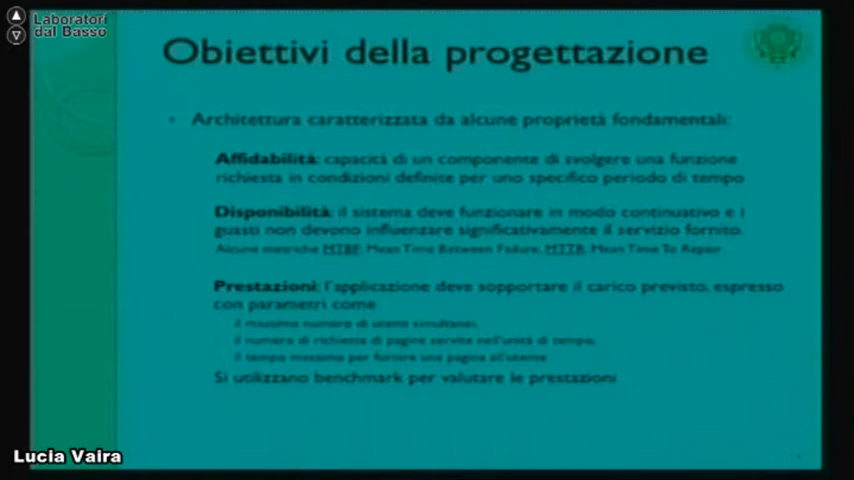 Laboratori
dal Basso
Obiettivi della progettazione
• Architettura caratterizzata da alcune proprietà fondamentali:
Affidabilità: capacità di un componente di svolgere una funzione
richiesta in condizioni definite per uno specifico periodo di tempo
Disponibilità: il sistema deve funzionare in modo continuativo e i
guasti non devono influenzare significativamente il servizio fornito.
Alcune metriche MTBF: Mean Time Between Failure, MTTR: Mean Time To Repair
Prestazioni: l'applicazione deve sopportare il carico previsto, espresso
con parametri come
il massimo numero di utenti simultanei,
il numero di richieste di pagine servite nell'unità di tempo,
il tempo massimo per fornire una pagina all'utente
Si utilizzano benchmark per valutare le prestazioni
Lucia Vaira